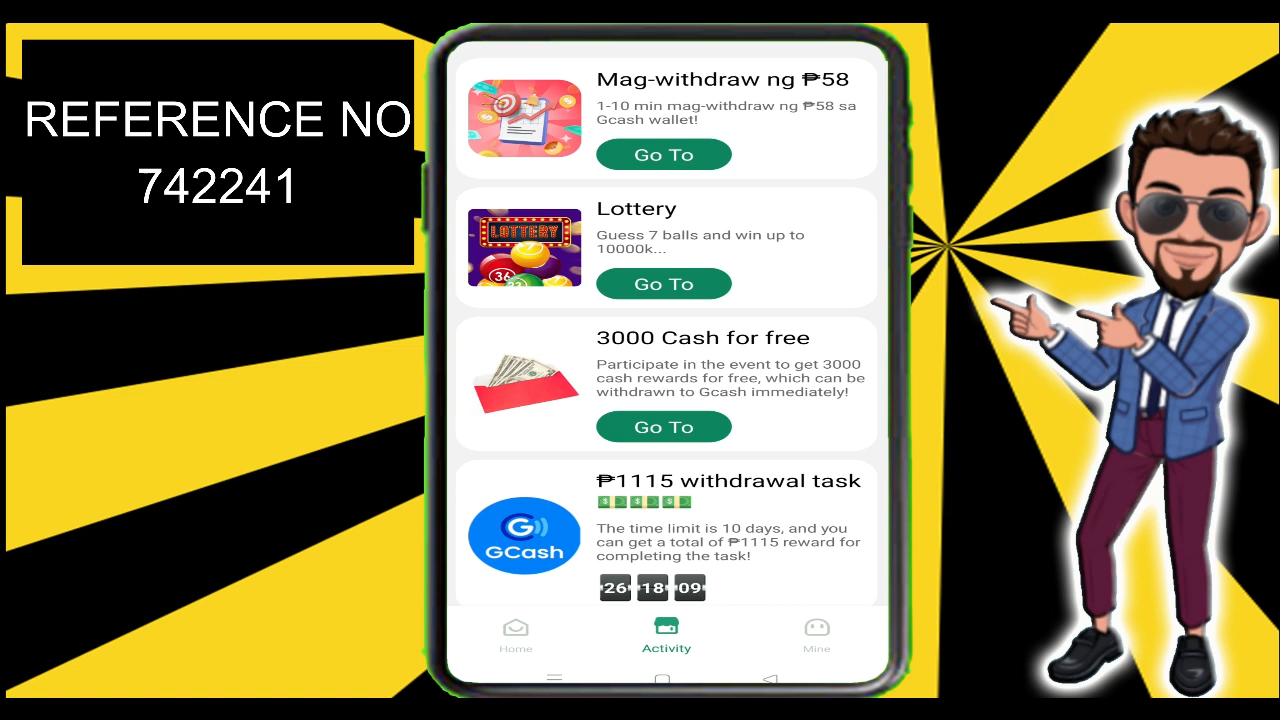 REFERENCE NO
742241
Mag-withdraw ng ₱58
1-10 min mag-withdraw ng ₱58 sa
Gcash wallet!
Go To
LOTTERY
36
Lottery
Guess 7 balls and win up to
10000k...
Go To
3000 Cash for free
Participate in the event to get 3000
cash rewards for free, which can be
withdrawn to Gcash immediately!
Go To
G
GCash
₱1115 withdrawal task
The time limit is 10 days, and you
can get a total of ₱1115 reward for
completing the task!
26 18 09
Home Activity Mine